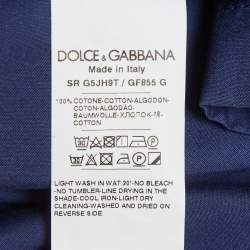 DOLCE & GABBANA
Made in Italy
SR G5JH9T / GF855 G
100% COTONE-COTTON-ALGODON-
COTON-ALGODÃO-
BAUMWOLLE-ХЛОПОК-棉-
COTTON
LIGHT WASH IN WAT.30°-NO BLEACH
-NO TUMBLER-LINE DRYING IN THE
SHADE-COOL IRON-LIGHT DRY
CLEANING-WASHED AND DRIED ON
REVERSE SIDE